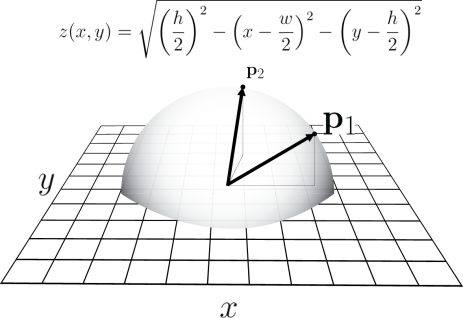 z(x, y) = √((h/2)² − (x − w/2)² − (y − h/2)²)
p₂
p₁
y
x